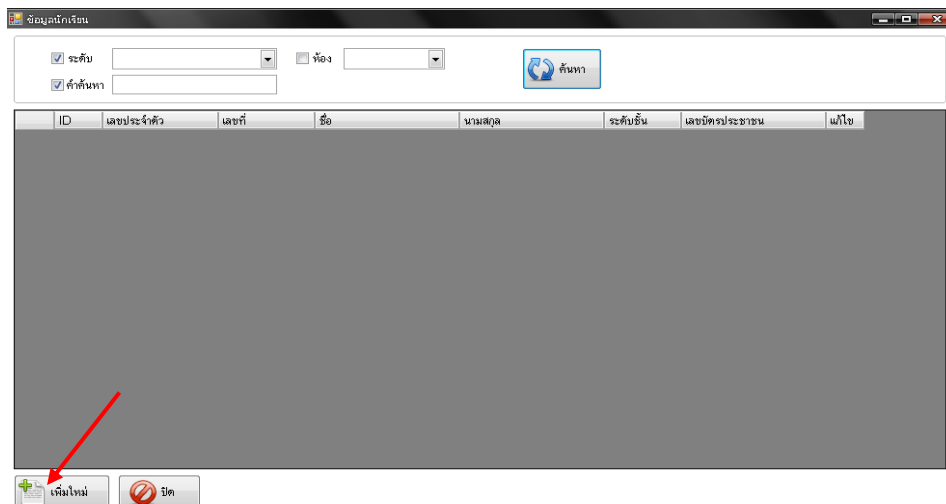 ข้อมูลนักเรียน
ระดับ ห้อง ค้นหา
คำค้นหา
ID เลขประจำตัว เลขที่ ชื่อ นามสกุล ระดับชั้น เลขบัตรประชาชน แก้ไข
เพิ่มใหม่ ปิด